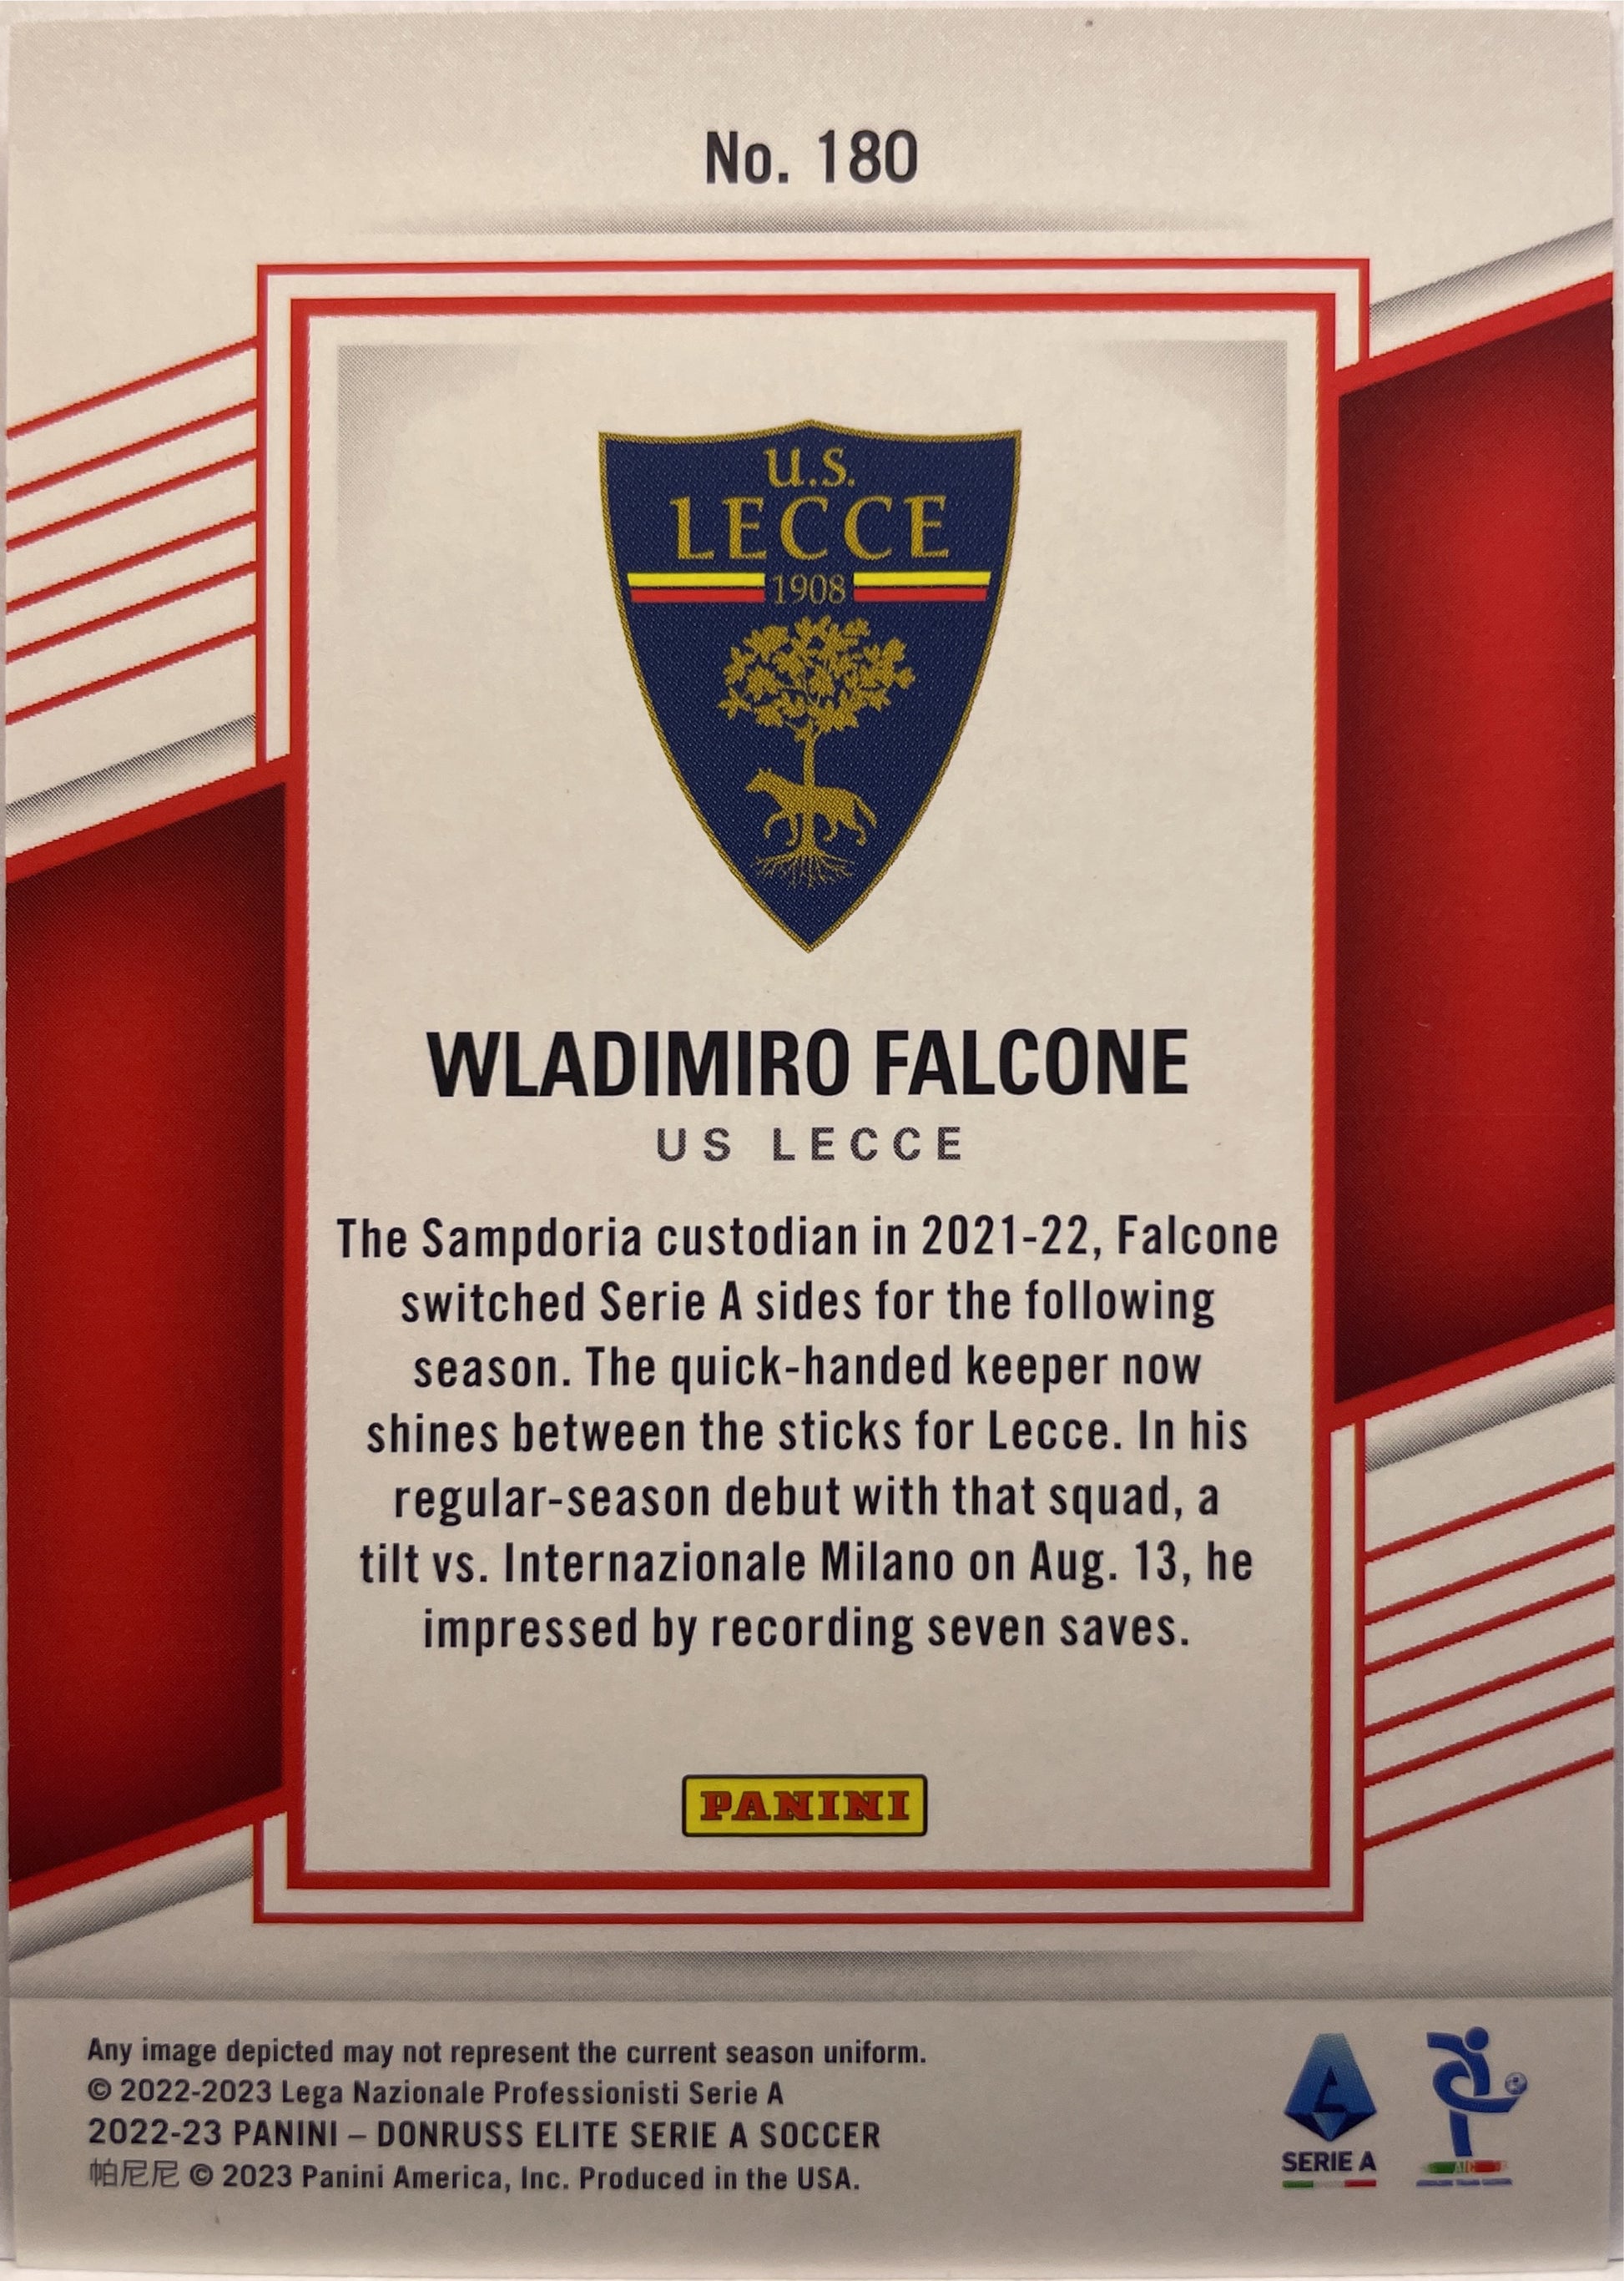 No. 180
U.S.
LECCE
1908
WLADIMIRO FALCONE
US LECCE
The Sampdoria custodian in 2021-22, Falcone
switched Serie A sides for the following
season. The quick-handed keeper now
shines between the sticks for Lecce. In his
regular-season debut with that squad, a
tilt vs. Internazionale Milano on Aug. 13, he
impressed by recording seven saves.
PANINI
Any image depicted may not represent the current season uniform.
© 2022-2023 Lega Nazionale Professionisti Serie A
2022-23 PANINI – DONRUSS ELITE SERIE A SOCCER
帕尼尼 © 2023 Panini America, Inc. Produced in the USA.
SERIE A
AIC